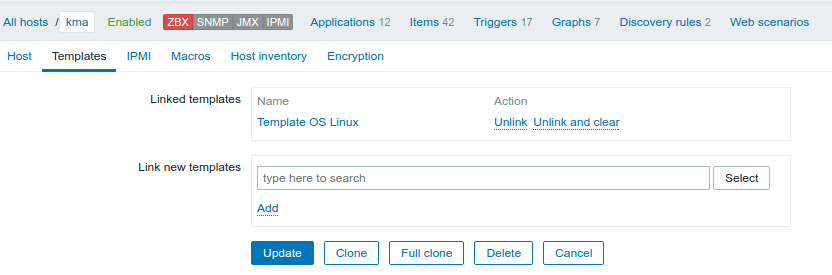 All hosts / kma Enabled ZBX SNMP JMX IPMI Applications 12 Items 42 Triggers 17 Graphs 7 Discovery rules 2 Web scenarios
Host Templates IPMI Macros Host inventory Encryption
Linked templates Name Action
Template OS Linux Unlink Unlink and clear
Link new templates
type here to search Select
Add
Update Clone Full clone Delete Cancel